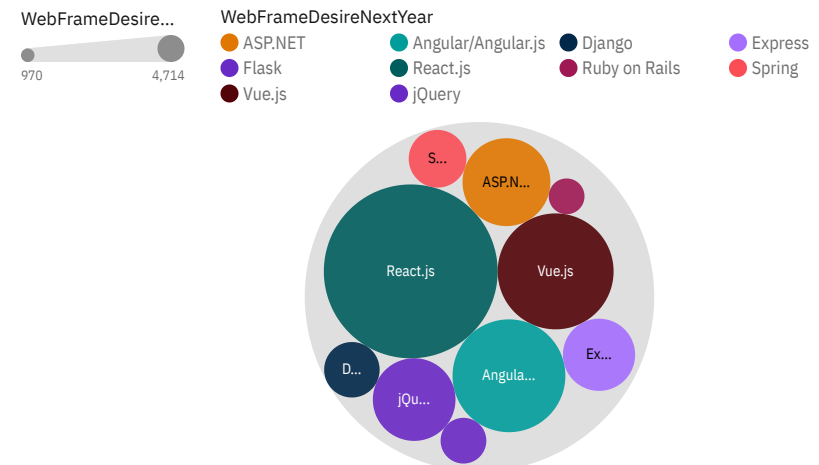 WebFrameDesire...
970 4,714
WebFrameDesireNextYear
ASP.NET Angular/Angular.js Django Express
Flask React.js Ruby on Rails Spring
Vue.js jQuery
S...
ASP.N...
React.js Vue.js
Ex...
D... Angula...
jQu...